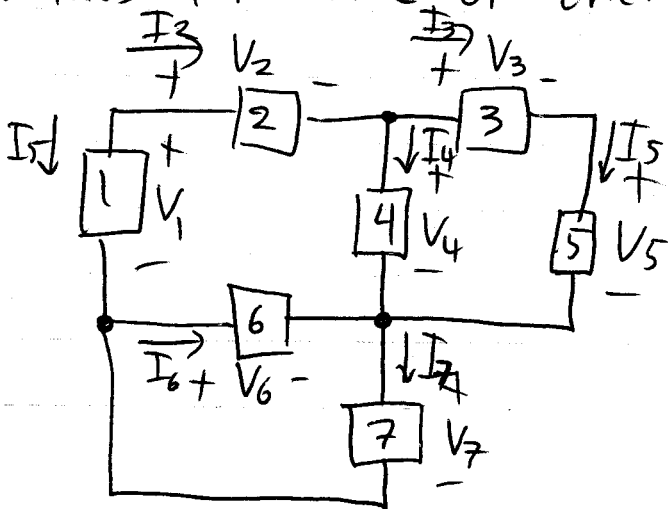 I2 + V2 -
I3 + V3 -
2
3
I5 + V1 -
1
I4 + V4 -
4
I5 + V5 -
5
6
I6 + V6 -
I7 + V7 -
7